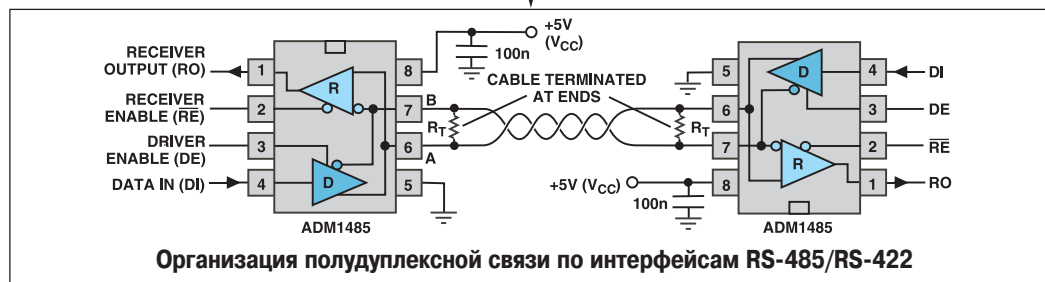 +5V
(VCC)
100n
RECEIVER
OUTPUT (RO)
RECEIVER
ENABLE (RE)
DRIVER
ENABLE (DE)
DATA IN (DI)
1
2
3
4
R
D
8
7
6
5
B
A
RT
CABLE TERMINATED
AT ENDS
RT
+5V (VCC)
100n
5
6
7
8
D
R
4
3
2
1
DI
DE
RE
RO
ADM1485
ADM1485
Организация полудуплексной связи по интерфейсам RS-485/RS-422